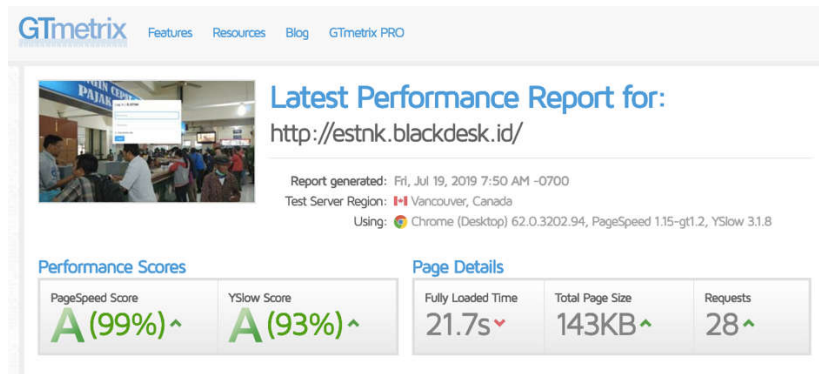 GTmetrix Features Resources Blog GTmetrix PRO
PAJAK
Latest Performance Report for:
http://estnk.blackdesk.id/
Report generated: Fri, Jul 19, 2019 7:50 AM -0700
Test Server Region: Vancouver, Canada
Using: Chrome (Desktop) 62.0.3202.94, PageSpeed 1.15-gt1.2, YSlow 3.1.8
Performance Scores
PageSpeed Score YSlow Score
A (99%) A (93%)
Page Details
Fully Loaded Time Total Page Size Requests
21.7s 143KB 28